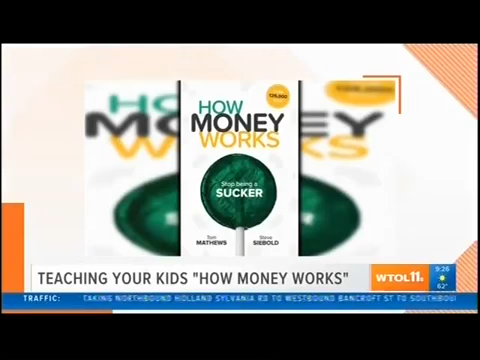 125,000
HOW
MONEY
WORKS
Stop being a
SUCKER
Tom
MATHEWS
Steve
SIEBOLD
TEACHING YOUR KIDS "HOW MONEY WORKS"
WTOL11
9:26
62°
TRAFFIC: TAKING NORTHBOUND HOLLAND SYLVANIA RD TO WESTBOUND BANCROFT ST TO SOUTHBOU